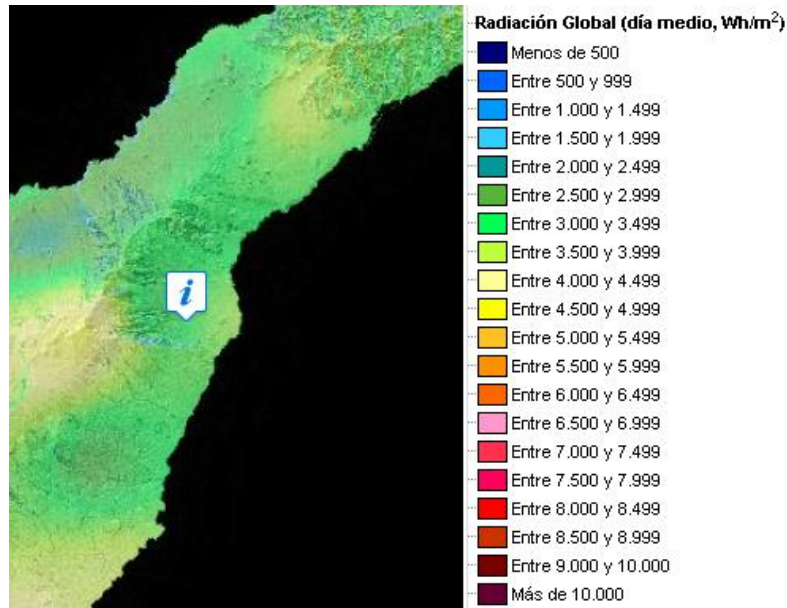 Radiación Global (día medio, Wh/m²)
Menos de 500
Entre 500 y 999
Entre 1.000 y 1.499
Entre 1.500 y 1.999
Entre 2.000 y 2.499
Entre 2.500 y 2.999
Entre 3.000 y 3.499
Entre 3.500 y 3.999
Entre 4.000 y 4.499
Entre 4.500 y 4.999
Entre 5.000 y 5.499
Entre 5.500 y 5.999
Entre 6.000 y 6.499
Entre 6.500 y 6.999
Entre 7.000 y 7.499
Entre 7.500 y 7.999
Entre 8.000 y 8.499
Entre 8.500 y 8.999
Entre 9.000 y 10.000
Más de 10.000
i